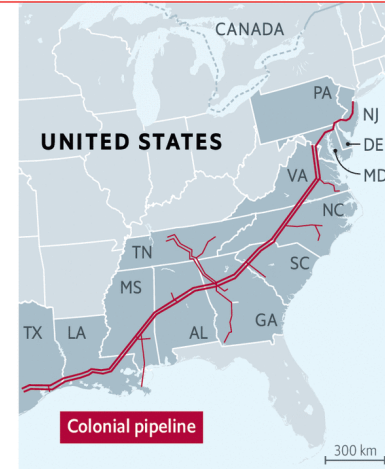 CANADA
PA
NJ
UNITED STATES
DE
MD
VA
NC
TN
SC
MS
TX
LA
AL
GA
Colonial pipeline
300 km